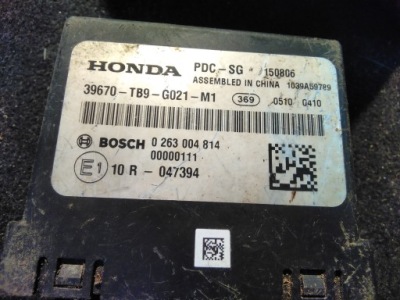 HONDA PDC-SG 150806
ASSEMBLED IN CHINA 1039A59789
39670-TB9-G021-M1 369 0510 0410
BOSCH 0 263 004 814
00000111
E1 10 R - 047394